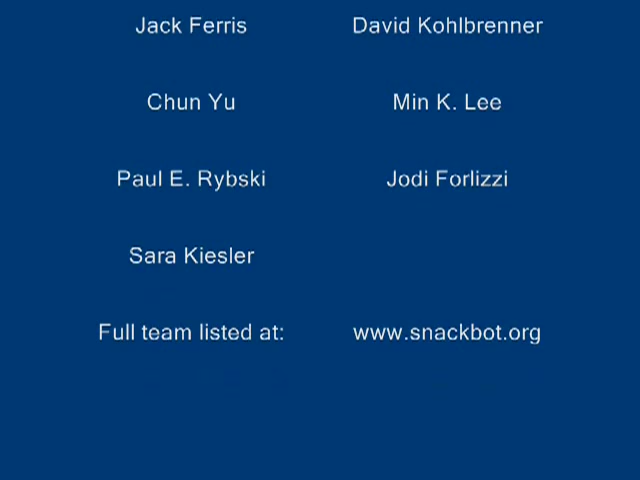 Jack Ferris David Kohlbrenner
Chun Yu Min K. Lee
Paul E. Rybski Jodi Forlizzi
Sara Kiesler
Full team listed at: www.snackbot.org